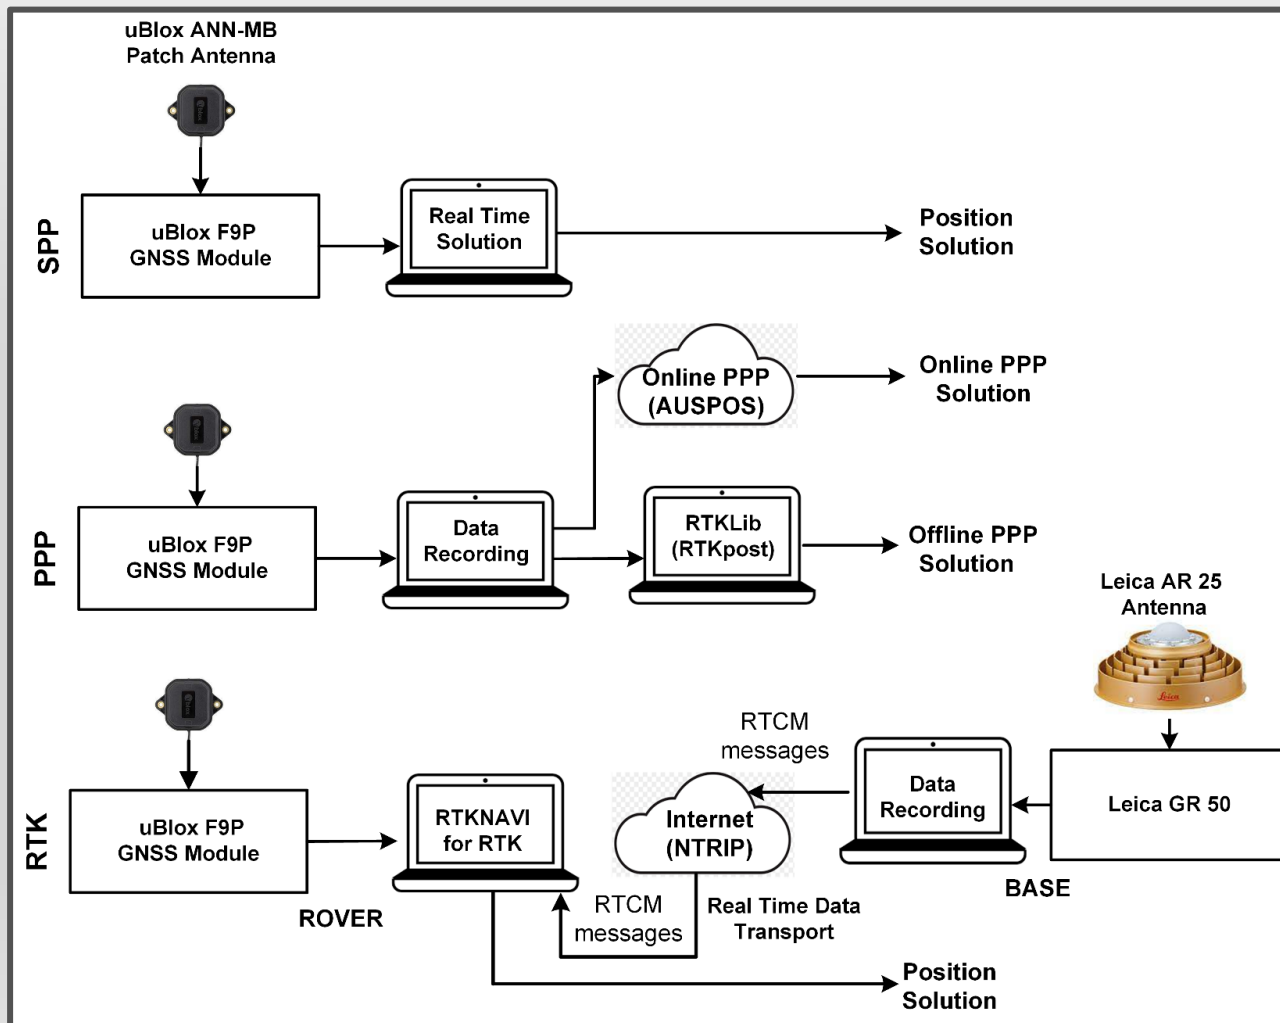 uBlox ANN-MB
Patch Antenna
SPP
uBlox F9P
GNSS Module
Real Time
Solution
Position
Solution
Online PPP
(AUSPOS)
Online PPP
Solution
PPP
uBlox F9P
GNSS Module
Data
Recording
RTKLib
(RTKpost)
Offline PPP
Solution
Leica AR 25
Antenna
Leica
RTCM
messages
RTK
uBlox F9P
GNSS Module
RTKNAVI
for RTK
Internet
(NTRIP)
Data
Recording
Leica GR 50
BASE
ROVER
RTCM
messages
Real Time Data
Transport
Position
Solution